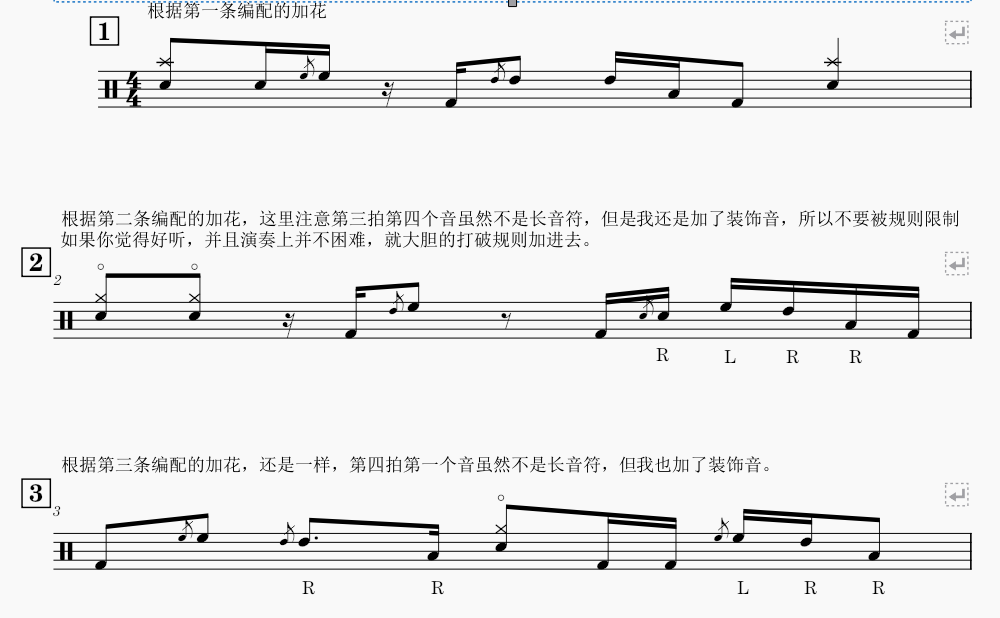 根据第一条编配的加花
1
4
4
根据第二条编配的加花，这里注意第三拍第四个音虽然不是长音符，但是我还是加了装饰音，所以不要被规则限制
如果你觉得好听，并且演奏上并不困难，就大胆的打破规则加进去。
2
2
R L R R
根据第三条编配的加花，还是一样，第四拍第一个音虽然不是长音符，但我也加了装饰音。
3
3
R R L R R